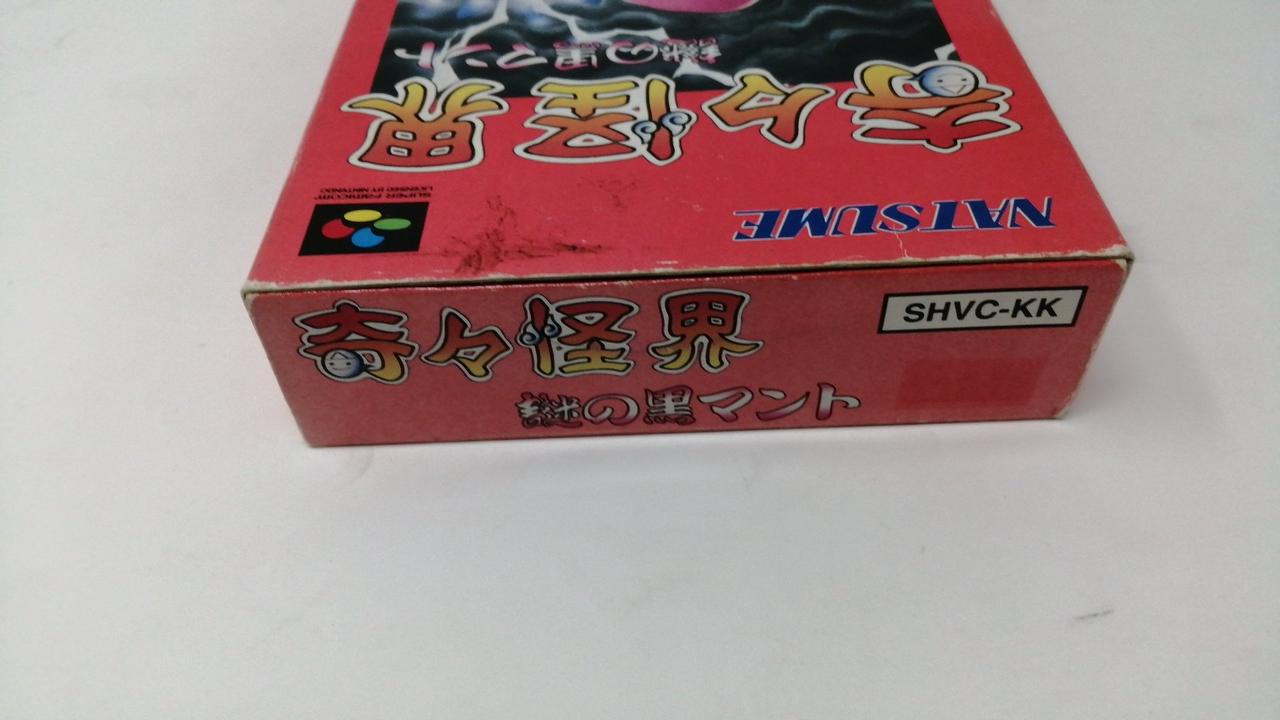 謎の黒マント
奇々怪界
SUPER FAMICOM
LICENSED BY NINTENDO
NATSUME
奇々怪界
SHVC-KK
謎の黒マント